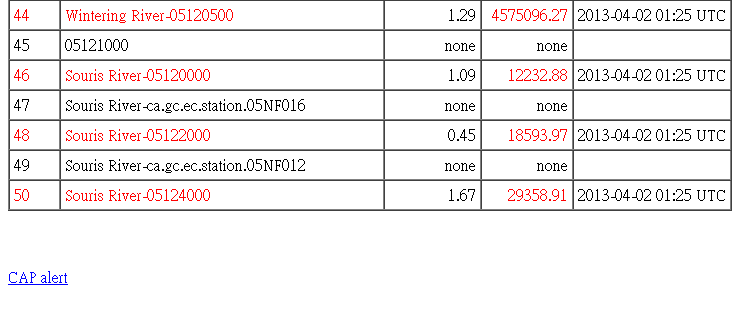 44 Wintering River-05120500 1.29 4575096.27 2013-04-02 01:25 UTC
45 05121000 none none
46 Souris River-05120000 1.09 12232.88 2013-04-02 01:25 UTC
47 Souris River-ca.gc.ec.station.05NF016 none none
48 Souris River-05122000 0.45 18593.97 2013-04-02 01:25 UTC
49 Souris River-ca.gc.ec.station.05NF012 none none
50 Souris River-05124000 1.67 29358.91 2013-04-02 01:25 UTC
CAP alert